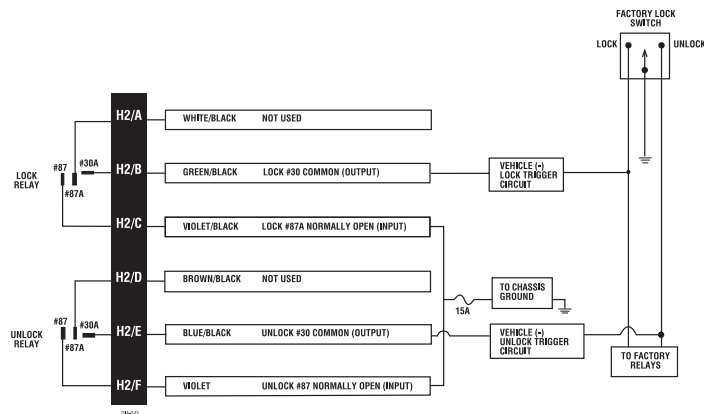 FACTORY LOCK
SWITCH
LOCK
UNLOCK
H2/A
WHITE/BLACK NOT USED
#87
#30A
#87A
LOCK
RELAY
H2/B
GREEN/BLACK LOCK #30 COMMON (OUTPUT)
VEHICLE (-)
LOCK TRIGGER
CIRCUIT
H2/C
VIOLET/BLACK LOCK #87A NORMALLY OPEN (INPUT)
H2/D
BROWN/BLACK NOT USED
15A
TO CHASSIS
GROUND
#87
#30A
#87A
UNLOCK
RELAY
H2/E
BLUE/BLACK UNLOCK #30 COMMON (OUTPUT)
VEHICLE (-)
UNLOCK TRIGGER
CIRCUIT
TO FACTORY
RELAYS
H2/F
VIOLET UNLOCK #87 NORMALLY OPEN (INPUT)